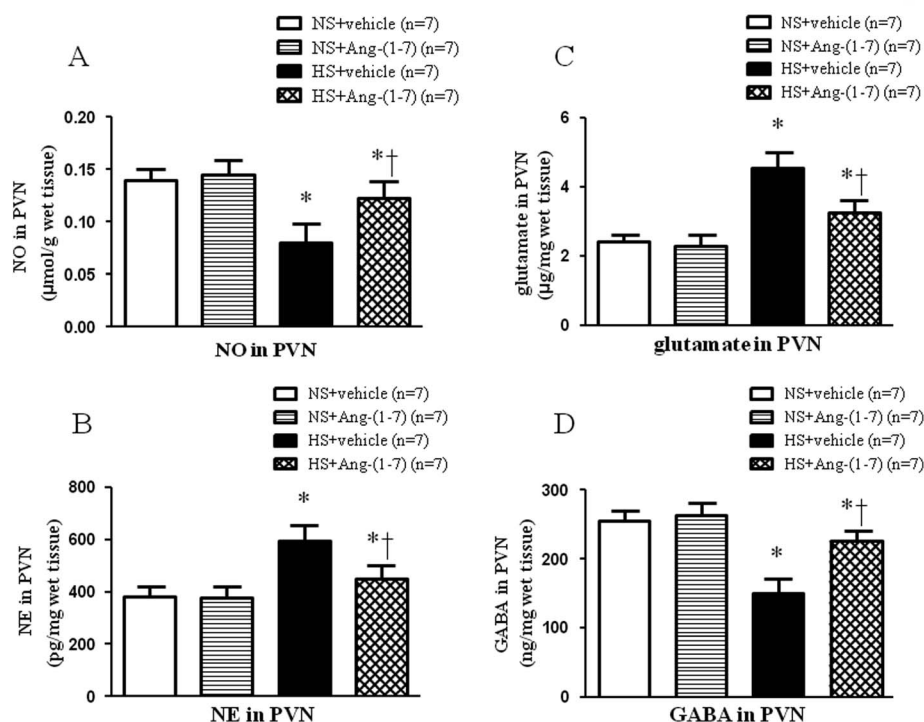 NS+vehicle (n=7)
NS+Ang-(1-7) (n=7)
HS+vehicle (n=7)
HS+Ang-(1-7) (n=7)
A
0.20
0.15
0.10
0.05
0.00
NO in PVN
(μmol/g wet tissue)
*
*†
NO in PVN
NS+vehicle (n=7)
NS+Ang-(1-7) (n=7)
HS+vehicle (n=7)
HS+Ang-(1-7) (n=7)
C
6
4
2
0
glutamate in PVN
(μg/mg wet tissue)
*
*†
glutamate in PVN
NS+vehicle (n=7)
NS+Ang-(1-7) (n=7)
HS+vehicle (n=7)
HS+Ang-(1-7) (n=7)
B
800
600
400
200
0
NE in PVN
(pg/mg wet tissue)
*
*†
NE in PVN
NS+vehicle (n=7)
NS+Ang-(1-7) (n=7)
HS+vehicle (n=7)
HS+Ang-(1-7) (n=7)
D
300
200
100
0
GABA in PVN
(ng/mg wet tissue)
*
*†
GABA in PVN